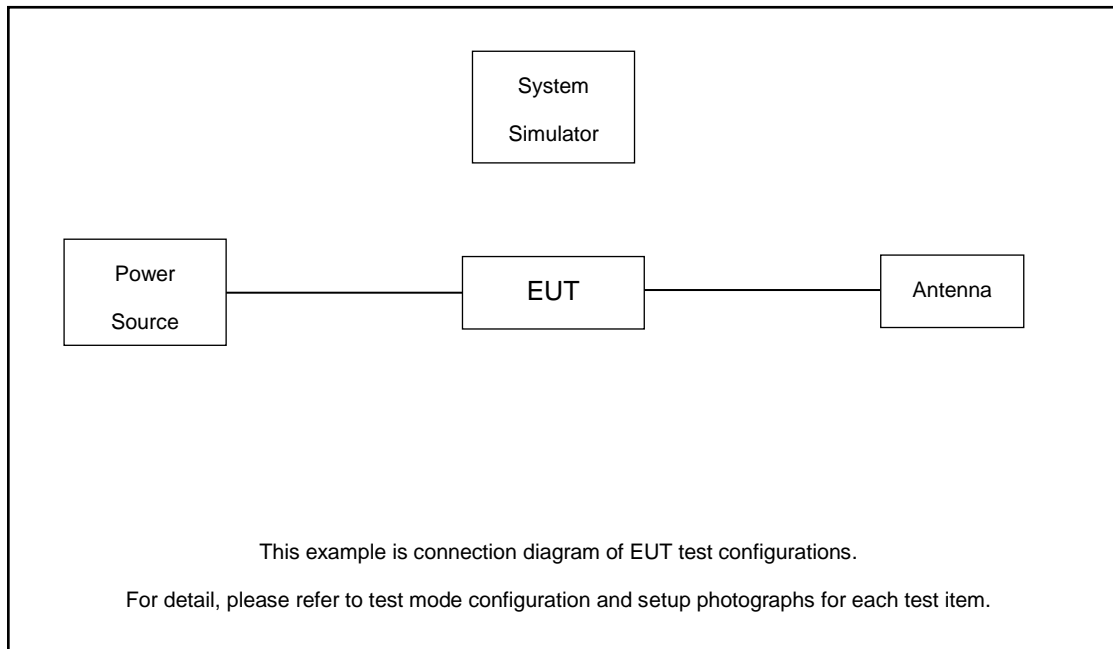 System
Simulator
Power
Source
EUT
Antenna
This example is connection diagram of EUT test configurations.
For detail, please refer to test mode configuration and setup photographs for each test item.